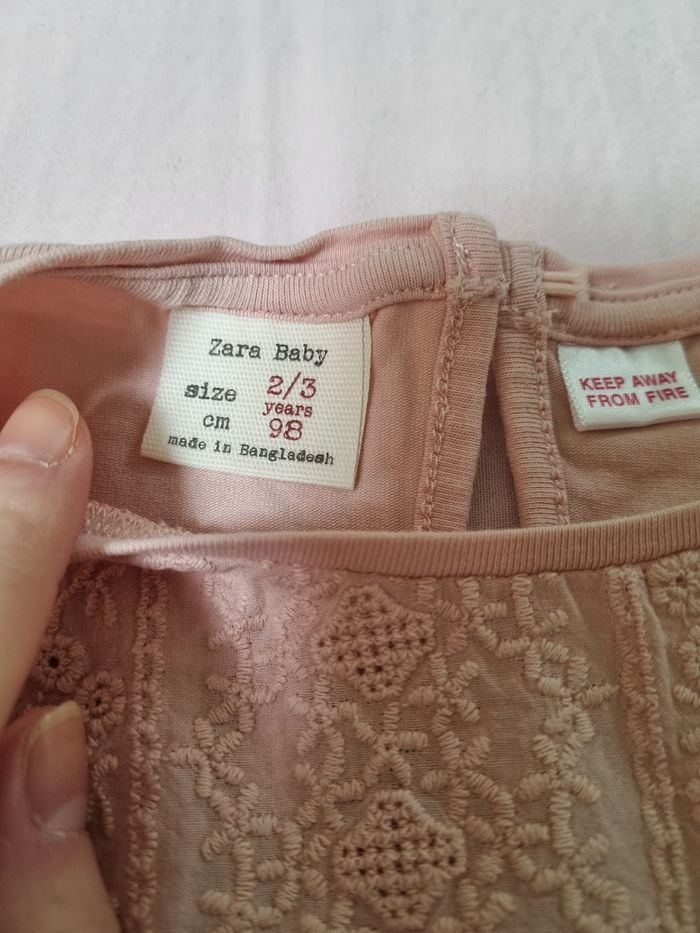 Zara Baby
size 2/3
years
cm 98
made in Bangladesh
KEEP AWAY
FROM FIRE